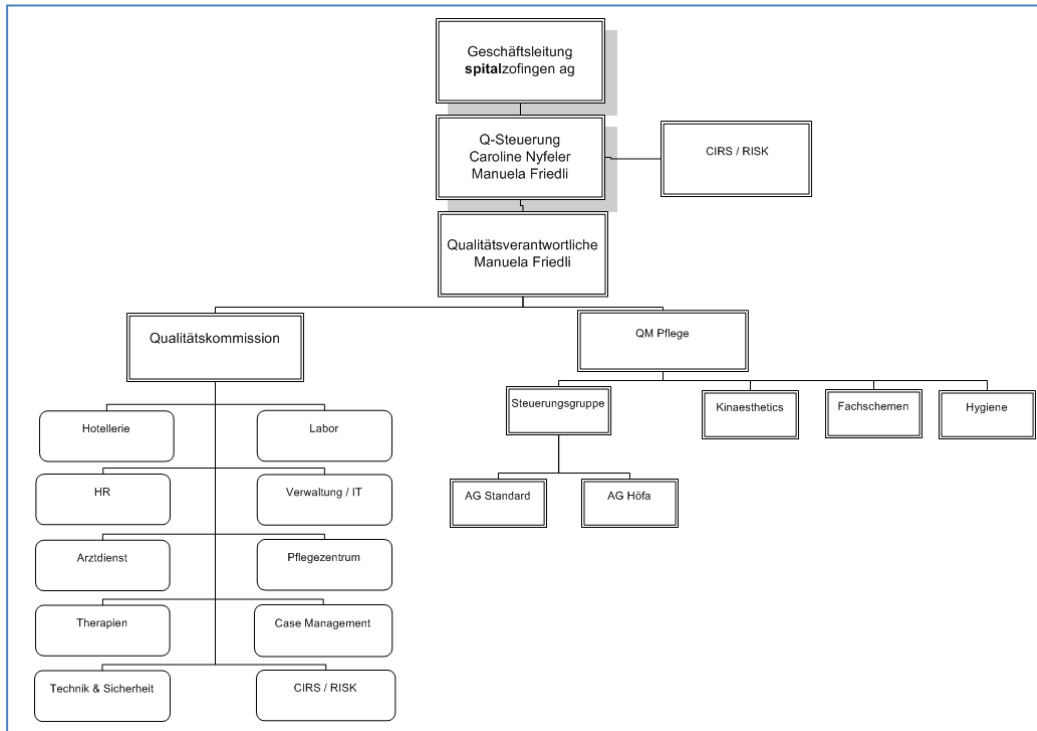 Geschäftsleitung
spitalzofingen ag
Q-Steuerung
Caroline Nyfeler
Manuela Friedli
CIRS / RISK
Qualitätsverantwortliche
Manuela Friedli
Qualitätskommission
QM Pflege
Steuerungsgruppe
Kinaesthetics
Fachschemen
Hygiene
AG Standard
AG Höfa
Hotellerie
Labor
HR
Verwaltung / IT
Arztdienst
Pflegezentrum
Therapien
Case Management
Technik & Sicherheit
CIRS / RISK